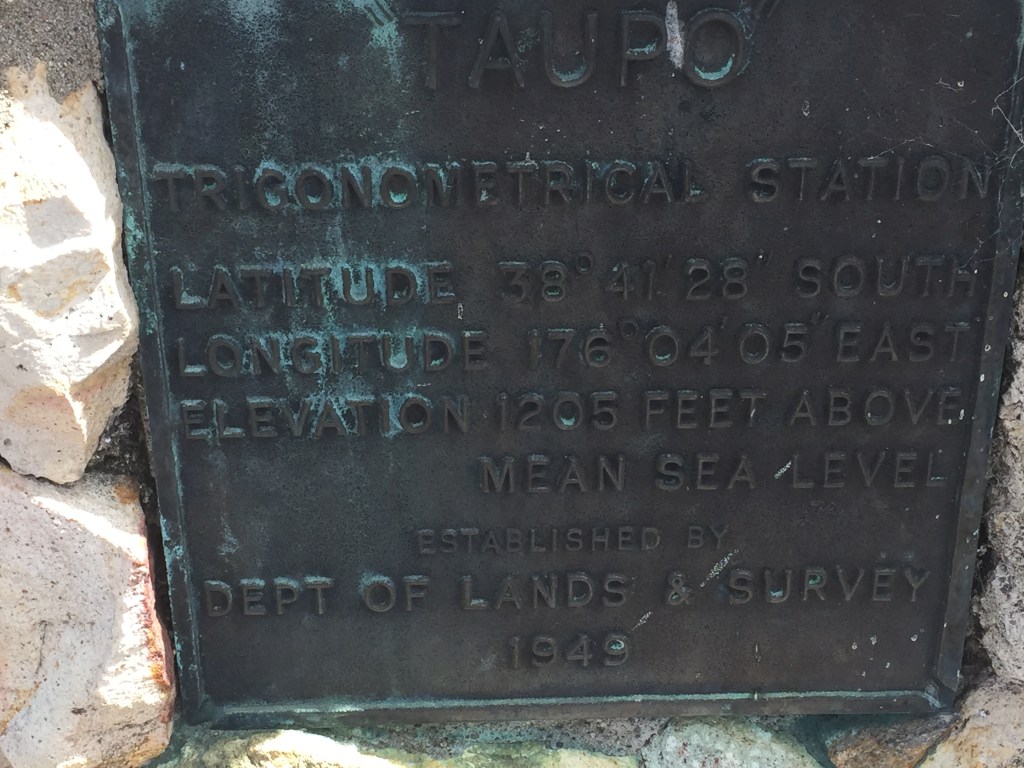 "TAUPO"
TRIGONOMETRICAL STATION
LATITUDE 38° 41' 28" SOUTH
LONGITUDE 176° 04' 05" EAST
ELEVATION 1205 FEET ABOVE
MEAN SEA LEVEL
ESTABLISHED BY
DEPT OF LANDS & SURVEY
1949